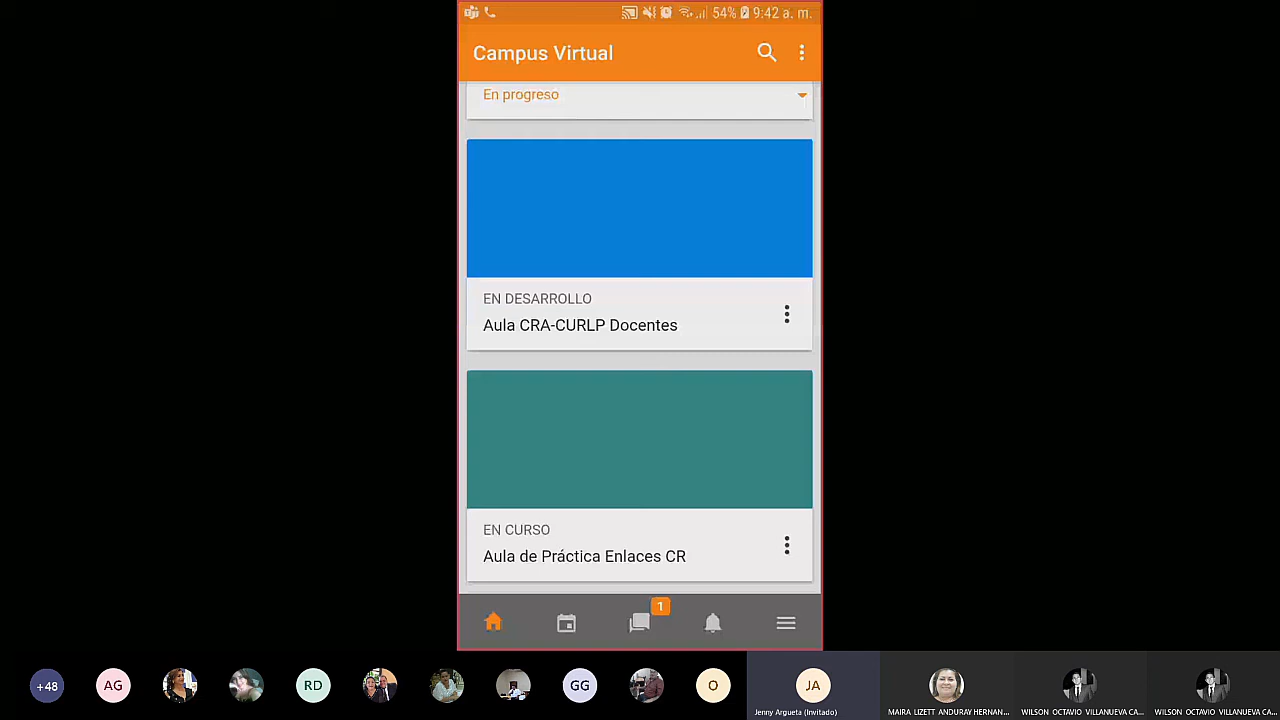 54% 9:42 a. m.
Campus Virtual
En progreso
EN DESARROLLO
Aula CRA-CURLP Docentes
EN CURSO
Aula de Práctica Enlaces CR
1
+48
AG
RD
GG
O
JA
Jenny Argueta (Invitado)
MAIRA LIZETT ANDURAY HERNAN...
WILSON OCTAVIO VILLANUEVA CA...
WILSON OCTAVIO VILLANUEVA CA...